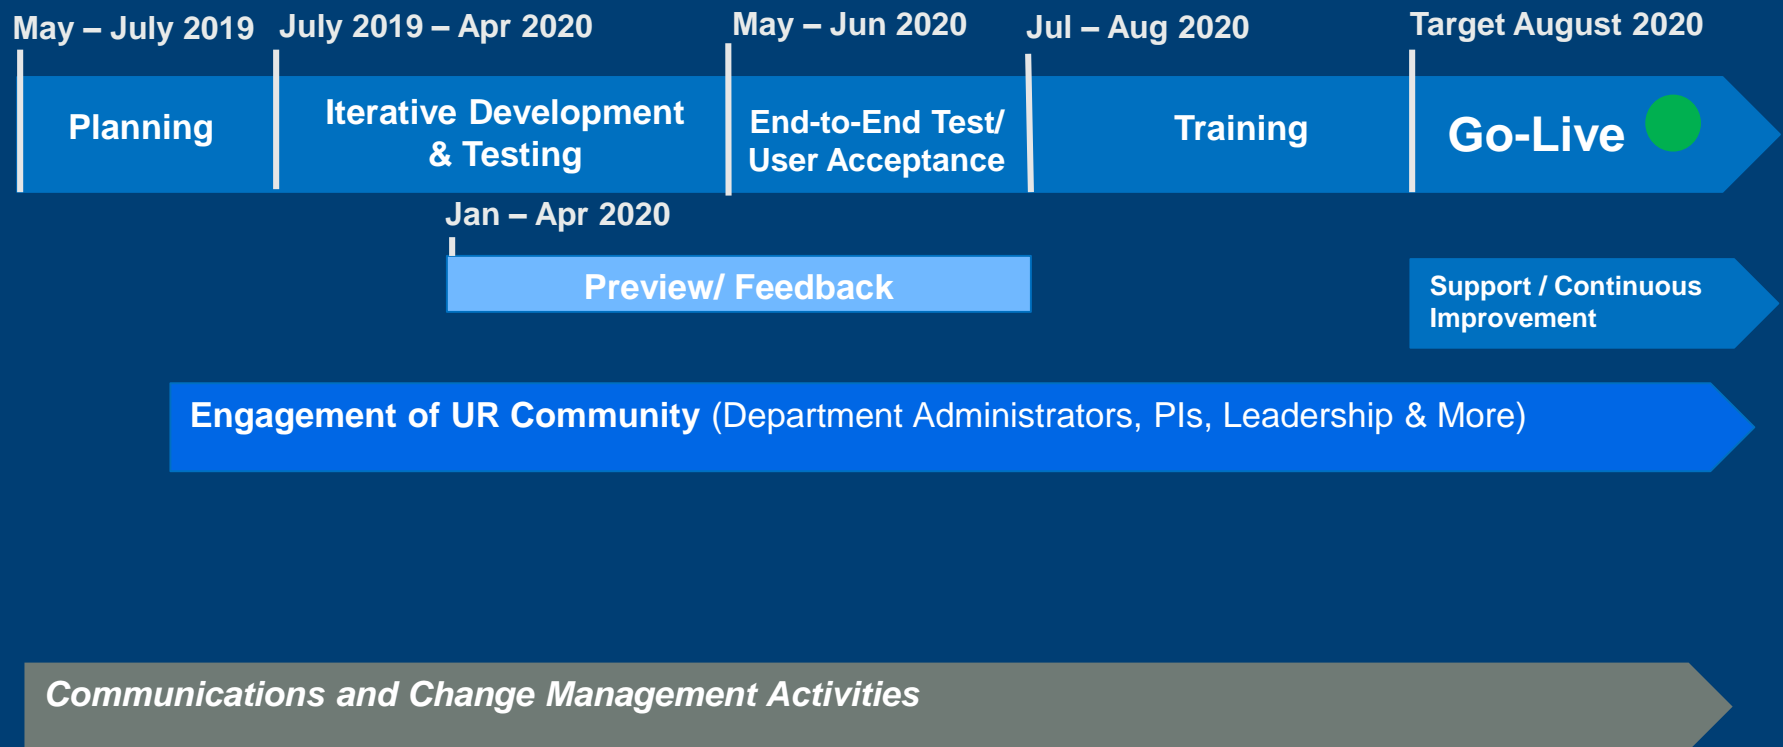 May – July 2019
July 2019 – Apr 2020
May – Jun 2020
Jul – Aug 2020
Target August 2020
Planning
Iterative Development
& Testing
End-to-End Test/
User Acceptance
Training
Go-Live
Jan – Apr 2020
Preview/ Feedback
Support / Continuous
Improvement
Engagement of UR Community (Department Administrators, PIs, Leadership & More)
Communications and Change Management Activities